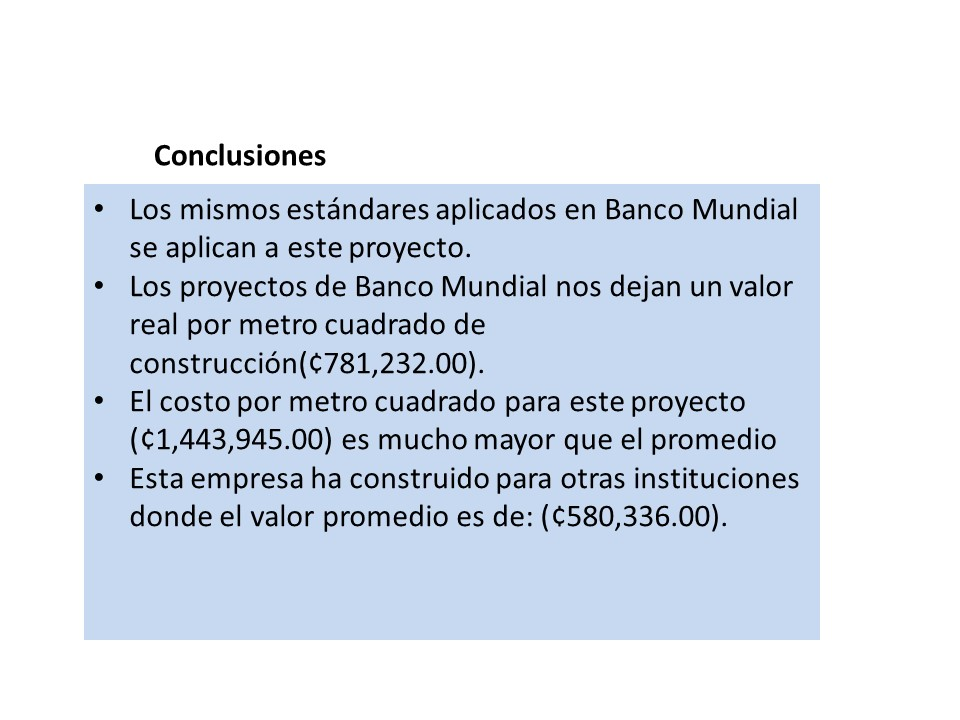 Conclusiones
• Los mismos estándares aplicados en Banco Mundial
se aplican a este proyecto.
• Los proyectos de Banco Mundial nos dejan un valor
real por metro cuadrado de
construcción(¢781,232.00).
• El costo por metro cuadrado para este proyecto
(¢1,443,945.00) es mucho mayor que el promedio
• Esta empresa ha construido para otras instituciones
donde el valor promedio es de: (¢580,336.00).